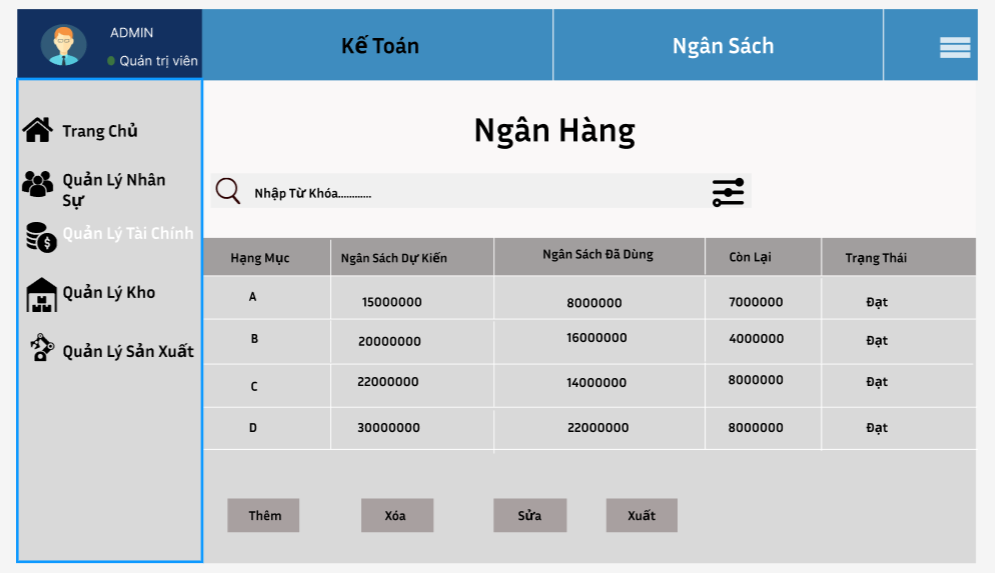 ADMIN
Quản trị viên
Kế Toán
Ngân Sách
Trang Chủ
Quản Lý Nhân
Sự
Quản Lý Tài Chính
Quản Lý Kho
Quản Lý Sản Xuất
Ngân Hàng
Nhập Từ Khóa...........
Hạng Mục Ngân Sách Dự Kiến Ngân Sách Đã Dùng Còn Lại Trạng Thái
A 15000000 8000000 7000000 Đạt
B 20000000 16000000 4000000 Đạt
C 22000000 14000000 8000000 Đạt
D 30000000 22000000 8000000 Đạt
Thêm Xóa Sửa Xuất